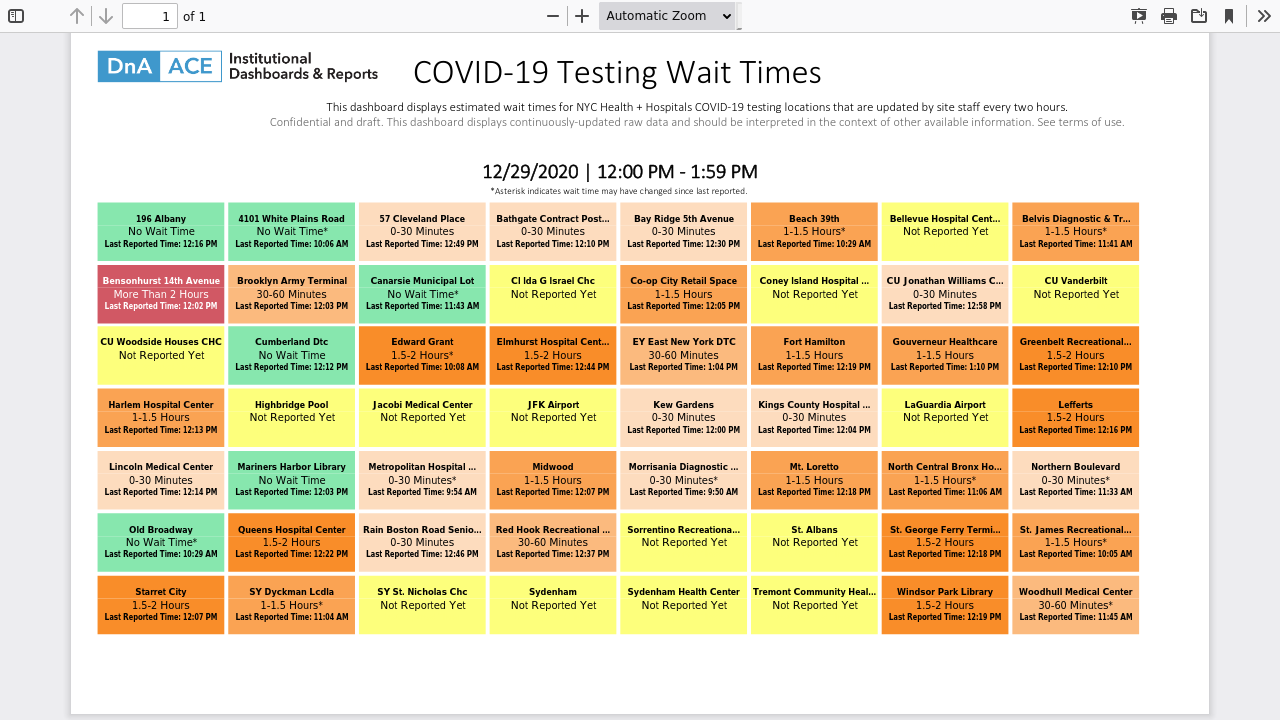 1 of 1
Automatic Zoom
DnA ACE Institutional
Dashboards & Reports
COVID-19 Testing Wait Times
This dashboard displays estimated wait times for NYC Health + Hospitals COVID-19 testing locations that are updated by site staff every two hours.
Confidential and draft. This dashboard displays continuously-updated raw data and should be interpreted in the context of other available information. See terms of use.
12/29/2020 | 12:00 PM - 1:59 PM
*Asterisk indicates wait time may have changed since last reported.
196 Albany
No Wait Time
Last Reported Time: 12:16 PM
4101 White Plains Road
No Wait Time*
Last Reported Time: 10:06 AM
57 Cleveland Place
0-30 Minutes
Last Reported Time: 12:49 PM
Bathgate Contract Post...
0-30 Minutes
Last Reported Time: 12:10 PM
Bay Ridge 5th Avenue
0-30 Minutes
Last Reported Time: 12:30 PM
Beach 39th
1-1.5 Hours*
Last Reported Time: 10:29 AM
Bellevue Hospital Cent...
Not Reported Yet
Belvis Diagnostic & Tr...
1-1.5 Hours*
Last Reported Time: 11:41 AM
Bensonhurst 14th Avenue
More Than 2 Hours
Last Reported Time: 12:02 PM
Brooklyn Army Terminal
30-60 Minutes
Last Reported Time: 12:03 PM
Canarsie Municipal Lot
No Wait Time*
Last Reported Time: 11:43 AM
CI Ida G Israel Chc
Not Reported Yet
Co-op City Retail Space
1-1.5 Hours
Last Reported Time: 12:05 PM
Coney Island Hospital ...
Not Reported Yet
CU Jonathan Williams C...
0-30 Minutes
Last Reported Time: 12:58 PM
CU Vanderbilt
Not Reported Yet
CU Woodside Houses CHC
Not Reported Yet
Cumberland Dtc
No Wait Time
Last Reported Time: 12:12 PM
Edward Grant
1.5-2 Hours*
Last Reported Time: 10:08 AM
Elmhurst Hospital Cent...
1.5-2 Hours
Last Reported Time: 12:44 PM
EY East New York DTC
30-60 Minutes
Last Reported Time: 1:04 PM
Fort Hamilton
1-1.5 Hours
Last Reported Time: 12:19 PM
Gouverneur Healthcare
1-1.5 Hours
Last Reported Time: 1:10 PM
Greenbelt Recreational...
1.5-2 Hours
Last Reported Time: 12:10 PM
Harlem Hospital Center
1-1.5 Hours
Last Reported Time: 12:13 PM
Highbridge Pool
Not Reported Yet
Jacobi Medical Center
Not Reported Yet
JFK Airport
Not Reported Yet
Kew Gardens
0-30 Minutes
Last Reported Time: 12:00 PM
Kings County Hospital ...
0-30 Minutes
Last Reported Time: 12:04 PM
LaGuardia Airport
Not Reported Yet
Lefferts
1.5-2 Hours
Last Reported Time: 12:16 PM
Lincoln Medical Center
0-30 Minutes
Last Reported Time: 12:14 PM
Mariners Harbor Library
No Wait Time
Last Reported Time: 12:03 PM
Metropolitan Hospital ...
0-30 Minutes*
Last Reported Time: 9:54 AM
Midwood
1-1.5 Hours
Last Reported Time: 12:07 PM
Morrisania Diagnostic ...
0-30 Minutes*
Last Reported Time: 9:50 AM
Mt. Loretto
1-1.5 Hours
Last Reported Time: 12:18 PM
North Central Bronx Ho...
1-1.5 Hours*
Last Reported Time: 11:06 AM
Northern Boulevard
0-30 Minutes*
Last Reported Time: 11:33 AM
Old Broadway
No Wait Time*
Last Reported Time: 10:29 AM
Queens Hospital Center
1.5-2 Hours
Last Reported Time: 12:22 PM
Rain Boston Road Senio...
0-30 Minutes
Last Reported Time: 12:46 PM
Red Hook Recreational ...
30-60 Minutes
Last Reported Time: 12:37 PM
Sorrentino Recreationa...
Not Reported Yet
St. Albans
Not Reported Yet
St. George Ferry Termi...
1.5-2 Hours
Last Reported Time: 12:18 PM
St. James Recreational...
1-1.5 Hours*
Last Reported Time: 10:05 AM
Starret City
1.5-2 Hours
Last Reported Time: 12:07 PM
SY Dyckman Lcdla
1-1.5 Hours*
Last Reported Time: 11:04 AM
SY St. Nicholas Chc
Not Reported Yet
Sydenham
Not Reported Yet
Sydenham Health Center
Not Reported Yet
Tremont Community Heal...
Not Reported Yet
Windsor Park Library
1.5-2 Hours
Last Reported Time: 12:19 PM
Woodhull Medical Center
30-60 Minutes*
Last Reported Time: 11:45 AM